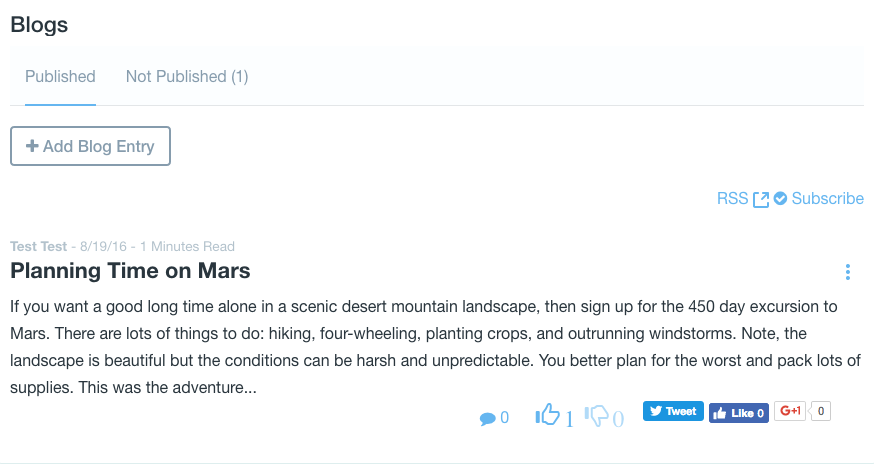 Blogs
Published Not Published (1)
+ Add Blog Entry
RSS Subscribe
Test Test - 8/19/16 - 1 Minutes Read
Planning Time on Mars
If you want a good long time alone in a scenic desert mountain landscape, then sign up for the 450 day excursion to
Mars. There are lots of things to do: hiking, four-wheeling, planting crops, and outrunning windstorms. Note, the
landscape is beautiful but the conditions can be harsh and unpredictable. You better plan for the worst and pack lots of
supplies. This was the adventure...
0 1 0 Tweet Like 0 G+1 0